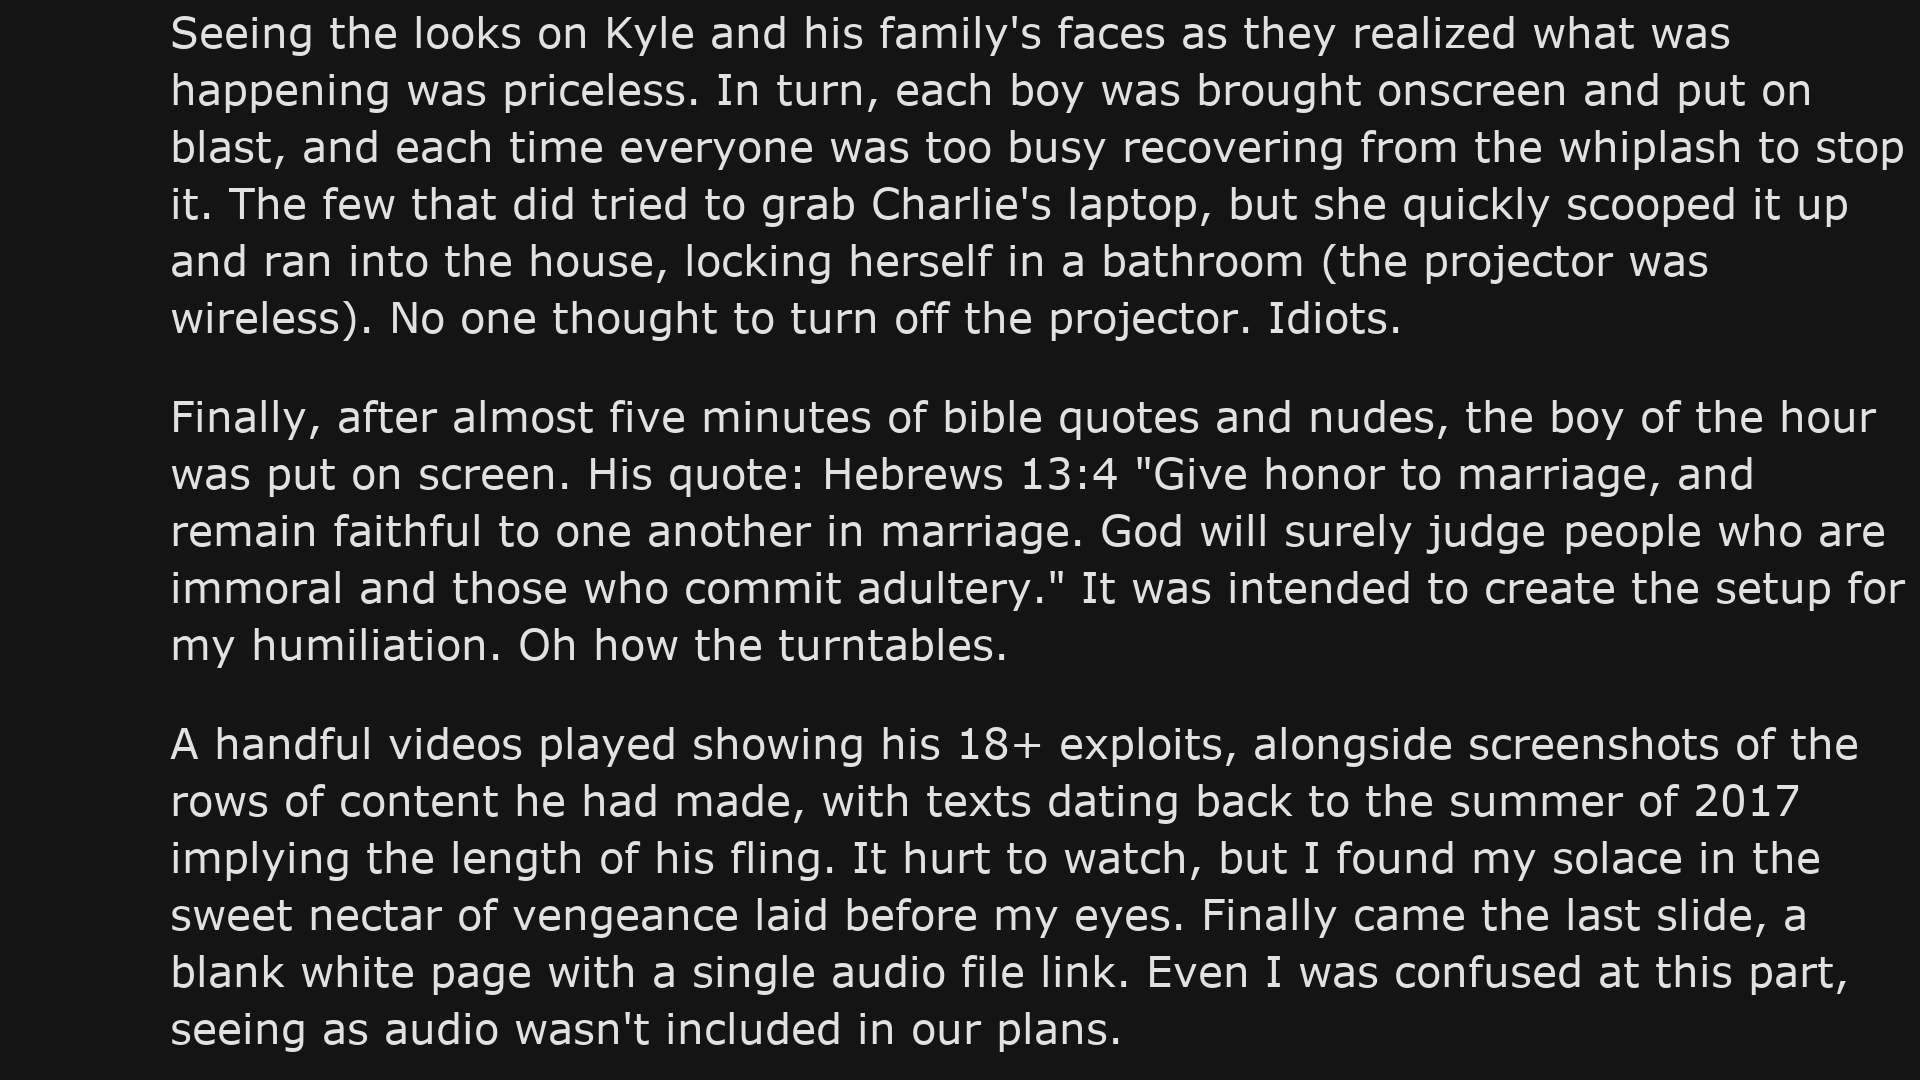 Seeing the looks on Kyle and his family's faces as they realized what was
happening was priceless. In turn, each boy was brought onscreen and put on
blast, and each time everyone was too busy recovering from the whiplash to stop
it. The few that did tried to grab Charlie's laptop, but she quickly scooped it up
and ran into the house, locking herself in a bathroom (the projector was
wireless). No one thought to turn off the projector. Idiots.
Finally, after almost five minutes of bible quotes and nudes, the boy of the hour
was put on screen. His quote: Hebrews 13:4 "Give honor to marriage, and
remain faithful to one another in marriage. God will surely judge people who are
immoral and those who commit adultery." It was intended to create the setup for
my humiliation. Oh how the turntables.
A handful videos played showing his 18+ exploits, alongside screenshots of the
rows of content he had made, with texts dating back to the summer of 2017
implying the length of his fling. It hurt to watch, but I found my solace in the
sweet nectar of vengeance laid before my eyes. Finally came the last slide, a
blank white page with a single audio file link. Even I was confused at this part,
seeing as audio wasn't included in our plans.